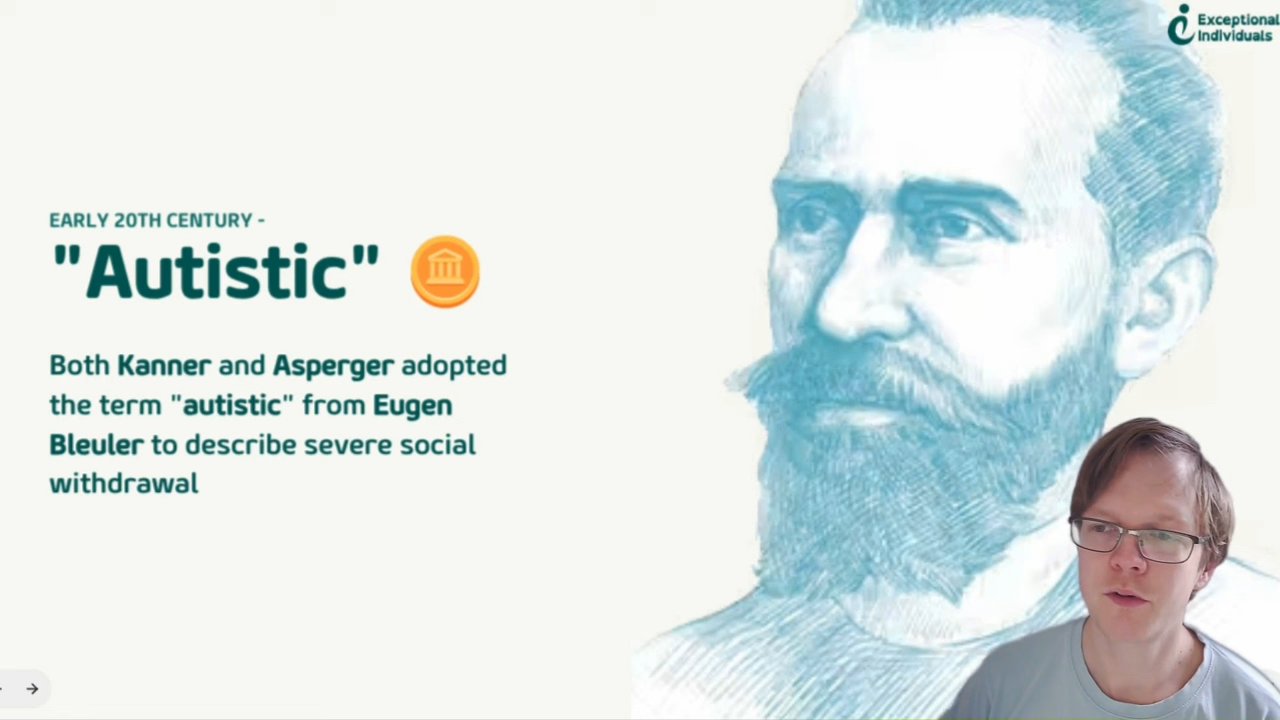 Exceptional
Individuals
EARLY 20TH CENTURY -
"Autistic"
Both Kanner and Asperger adopted
the term "autistic" from Eugen
Bleuler to describe severe social
withdrawal